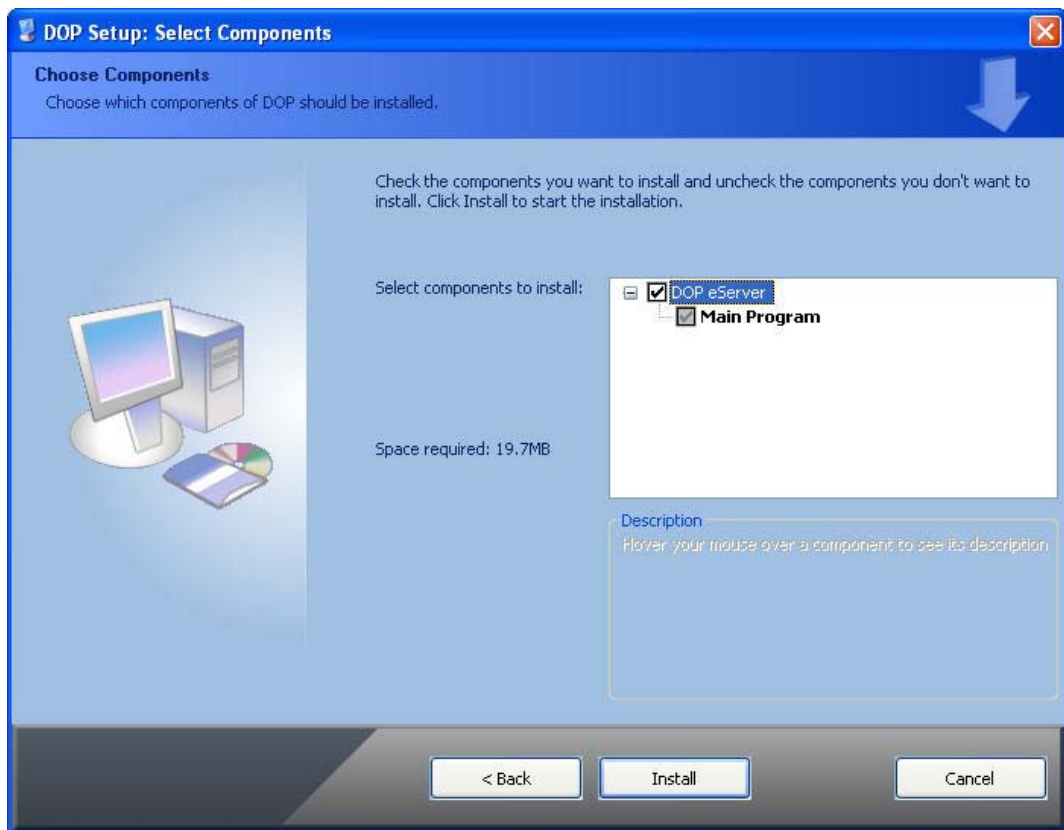 DOP Setup: Select Components
Choose Components
Choose which components of DOP should be installed.
Check the components you want to install and uncheck the components you don't want to
install. Click Install to start the installation.
Select components to install:
DOP eServer
Main Program
Space required: 19.7MB
Description
Hover your mouse over a component to see its description
< Back
Install
Cancel